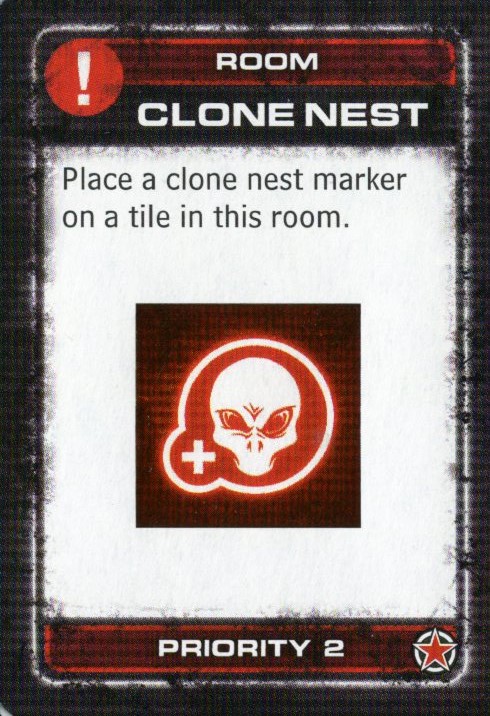 !
ROOM
CLONE NEST
Place a clone nest marker
on a tile in this room.
+
PRIORITY 2